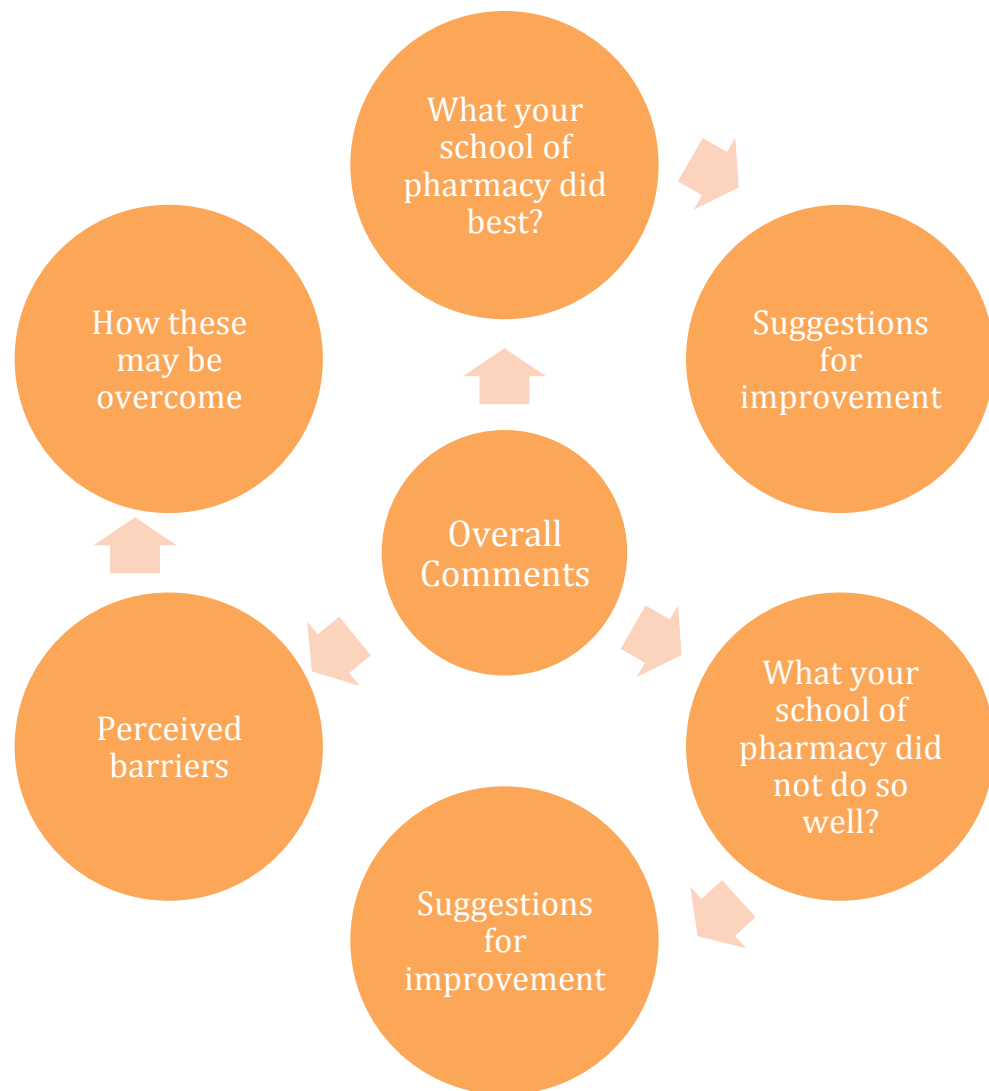 What your
school of
pharmacy did
best?
Suggestions
for
improvement
How these
may be
overcome
Overall
Comments
What your
school of
pharmacy did
not do so
well?
Perceived
barriers
Suggestions
for
improvement